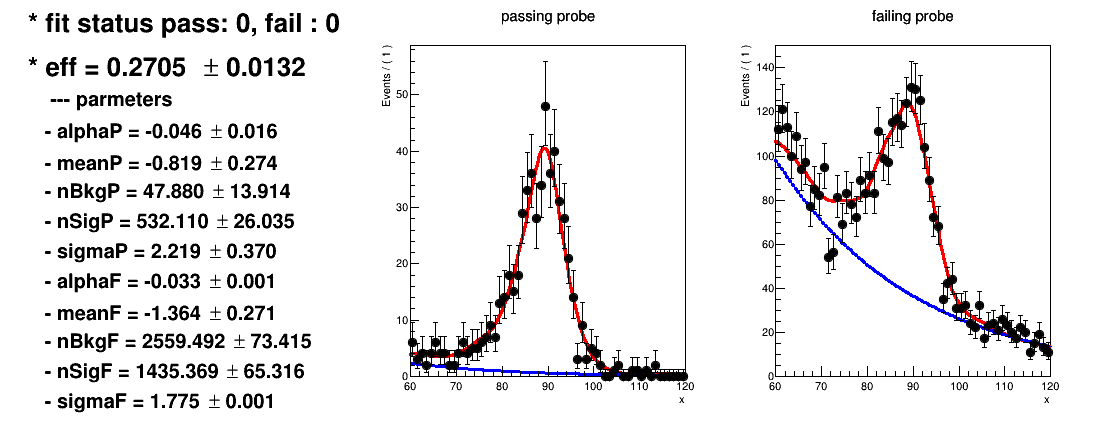 * fit status pass: 0, fail : 0
* eff = 0.2705 ± 0.0132
--- parmeters
- alphaP = -0.046 ± 0.016
- meanP = -0.819 ± 0.274
- nBkgP = 47.880 ± 13.914
- nSigP = 532.110 ± 26.035
- sigmaP = 2.219 ± 0.370
- alphaF = -0.033 ± 0.001
- meanF = -1.364 ± 0.271
- nBkgF = 2559.492 ± 73.415
- nSigF = 1435.369 ± 65.316
- sigmaF = 1.775 ± 0.001
passing probe
Events / ( 1 )
50
40
30
20
10
0
60 70 80 90 100 110 120
x
failing probe
Events / ( 1 )
140
120
100
80
60
40
20
0
60 70 80 90 100 110 120
x